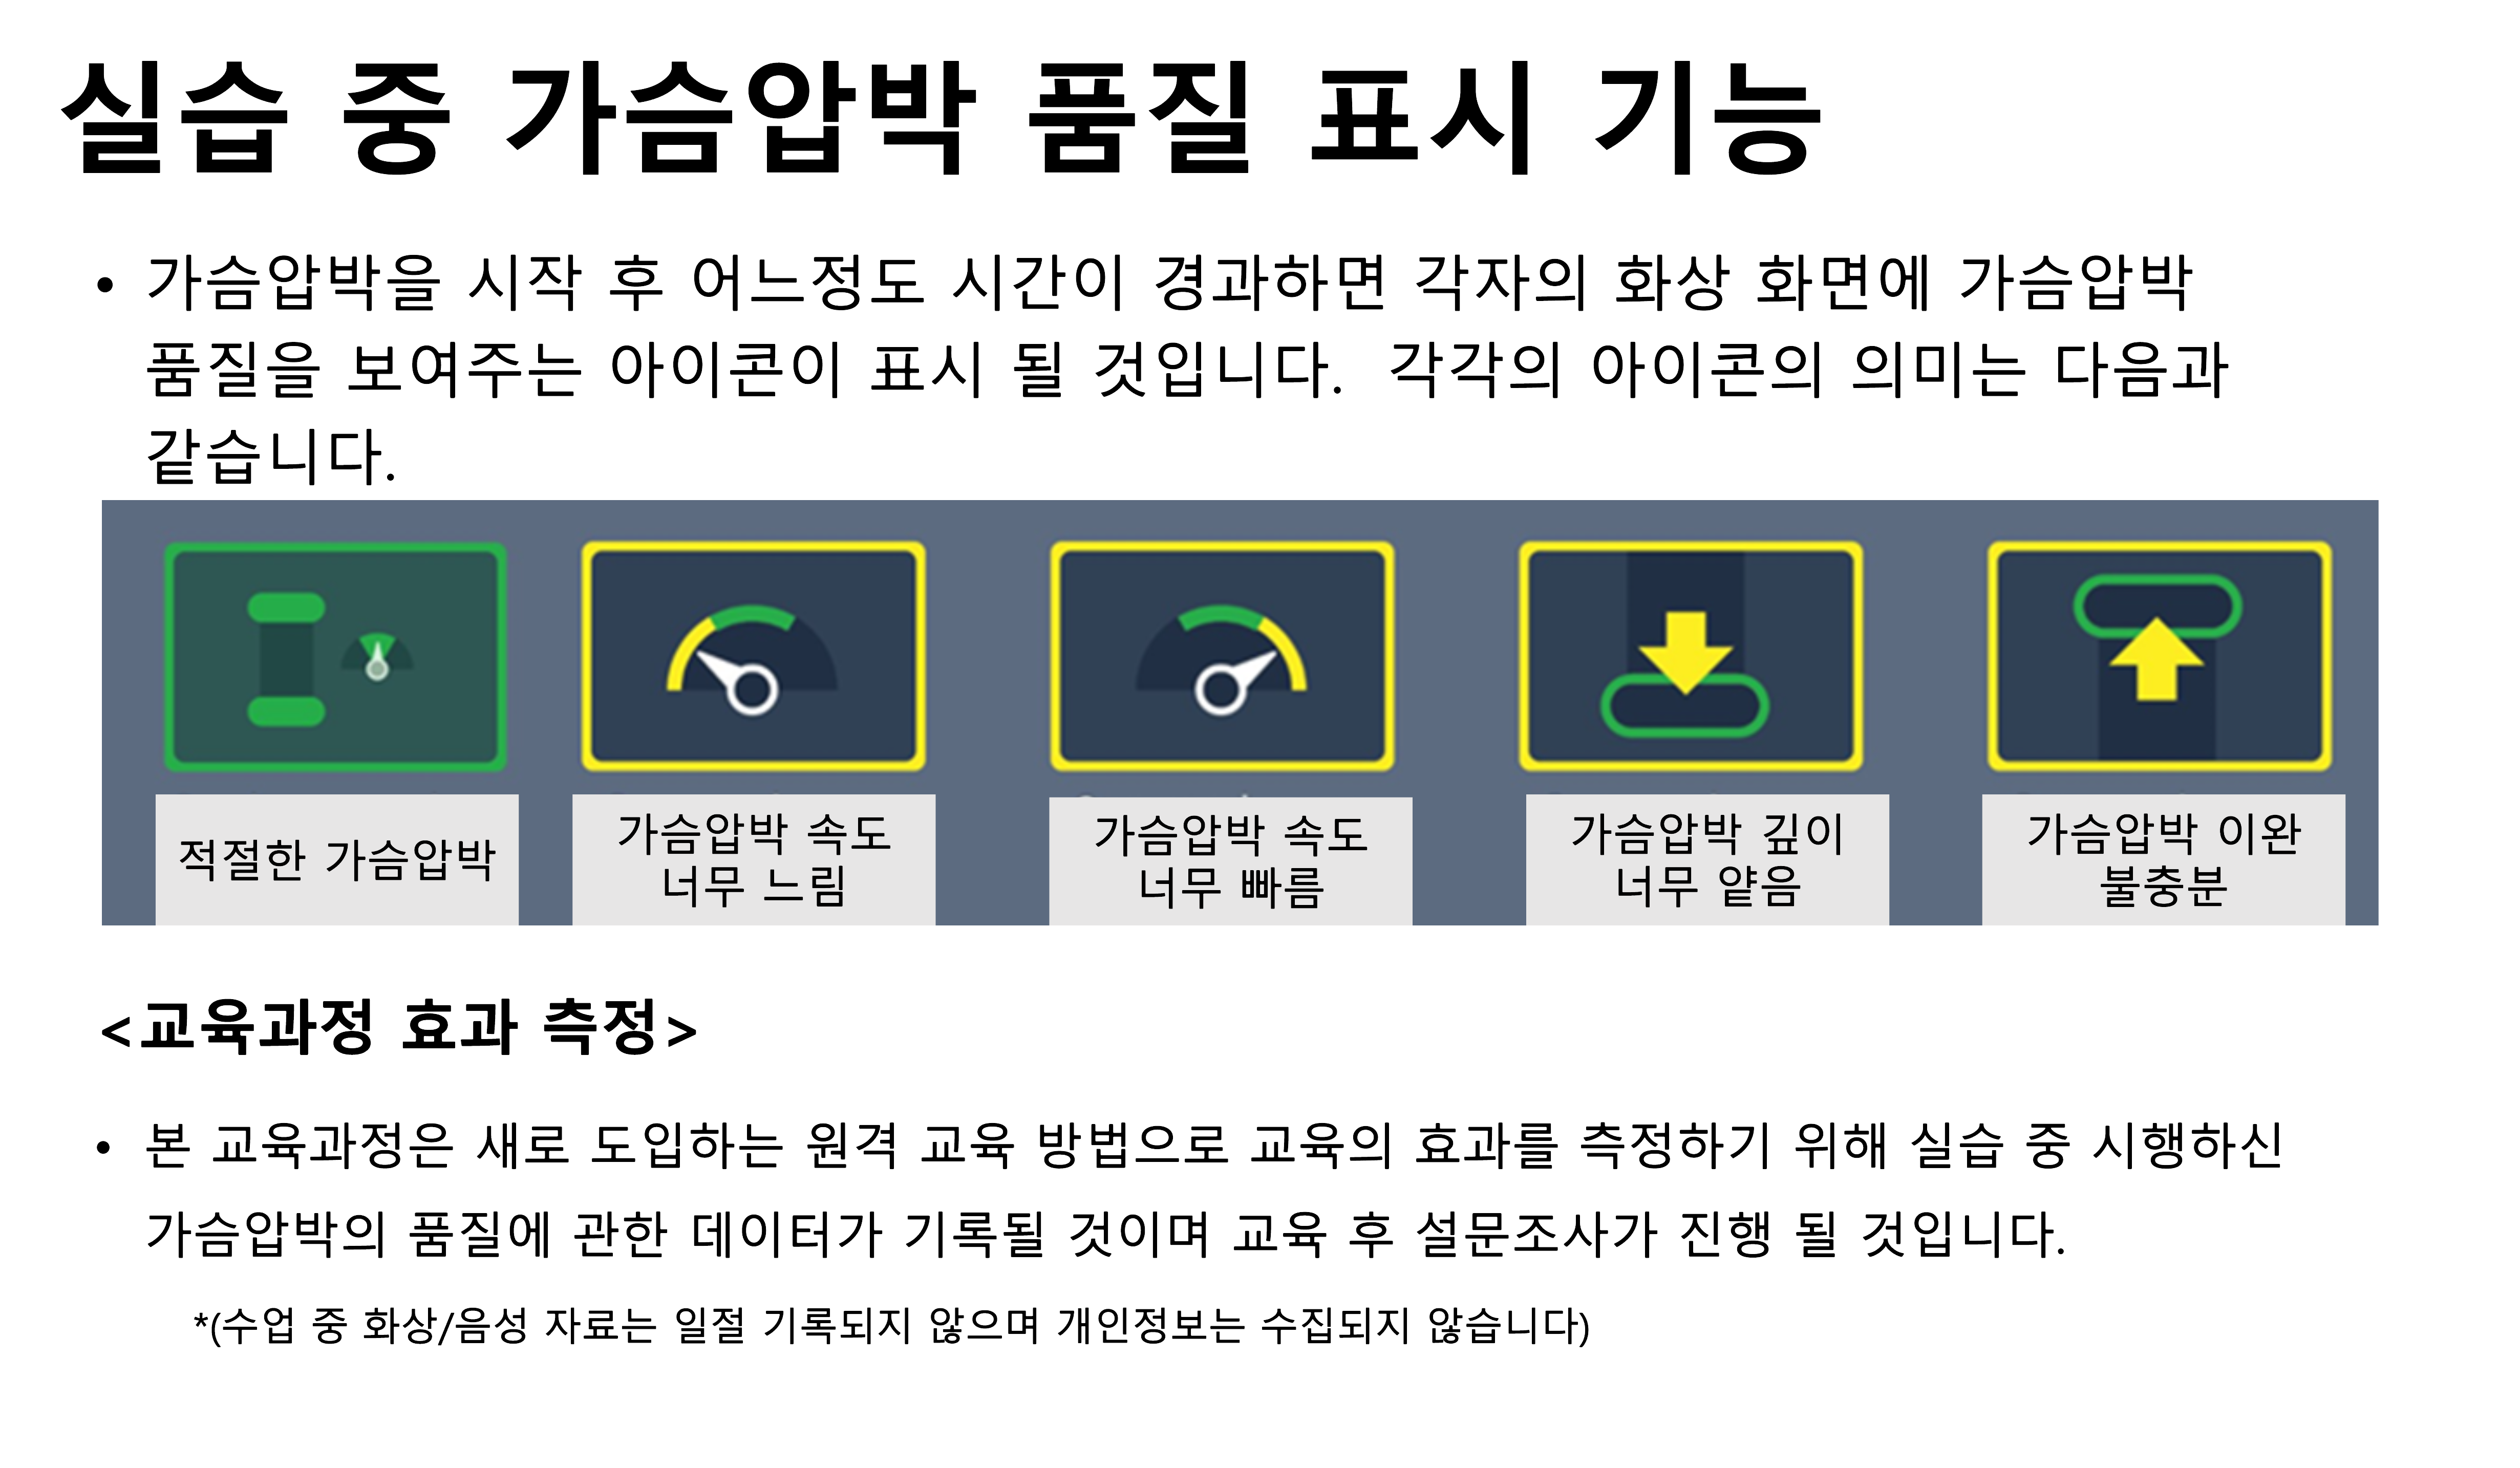 실습 중 가슴압박 품질 표시 기능
• 가슴압박을 시작 후 어느정도 시간이 경과하면 각자의 화상 화면에 가슴압박
품질을 보여주는 아이콘이 표시 될 것입니다. 각각의 아이콘의 의미는 다음과
같습니다.
적절한 가슴압박
가슴압박 속도
너무 느림
가슴압박 속도
너무 빠름
가슴압박 깊이
너무 얕음
가슴압박 이완
불충분
<교육과정 효과 측정>
• 본 교육과정은 새로 도입하는 원격 교육 방법으로 교육의 효과를 측정하기 위해 실습 중 시행하신
가슴압박의 품질에 관한 데이터가 기록될 것이며 교육 후 설문조사가 진행 될 것입니다.
*(수업 중 화상/음성 자료는 일절 기록되지 않으며 개인정보는 수집되지 않습니다)